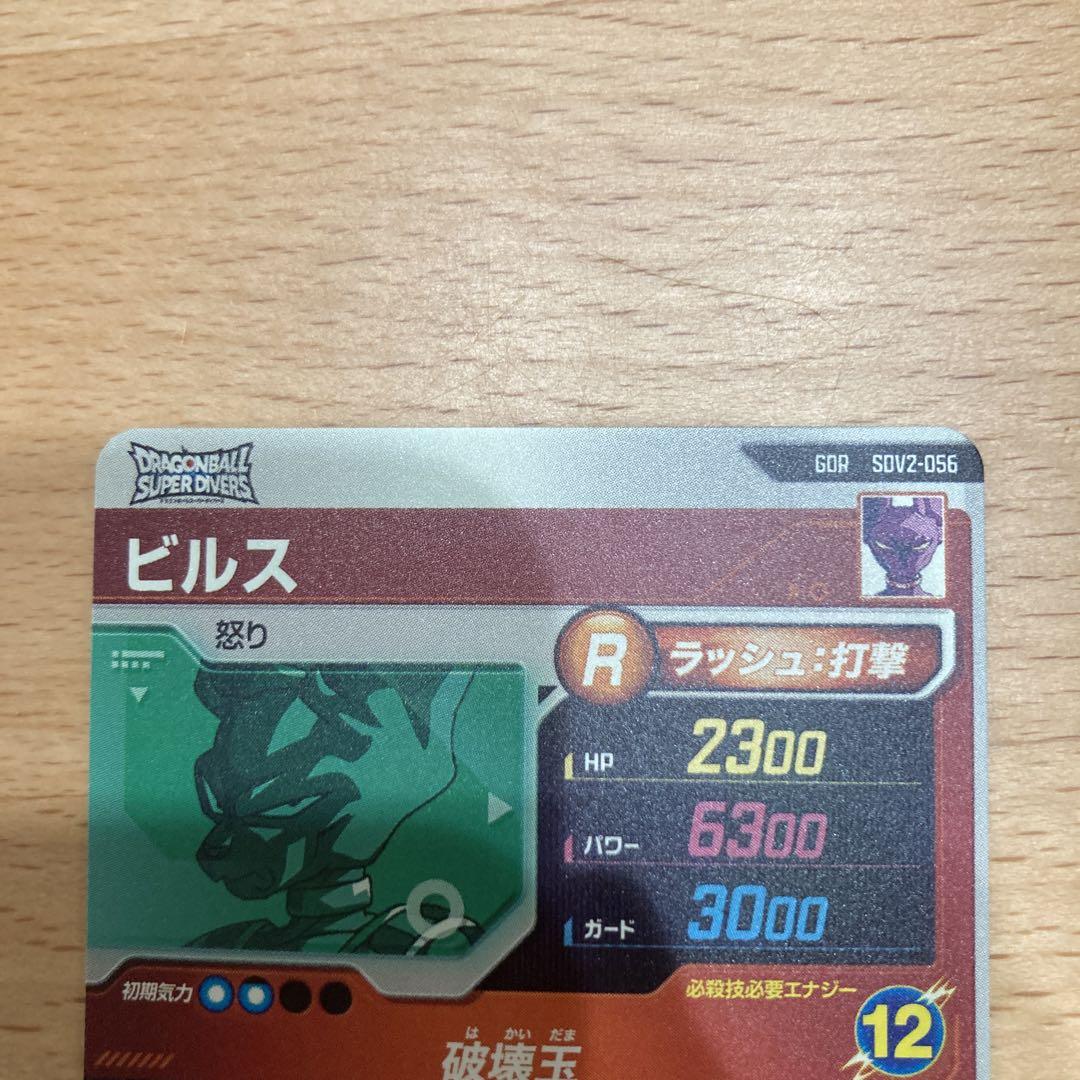 DRAGONBALL
SUPER DIVERS
GDR SDV2-056
ビルス
怒り
R ラッシュ:打撃
HP 2300
パワー 6300
ガード 3000
初期気力
必殺技必要エナジー
12
は かい だま
破壊玉